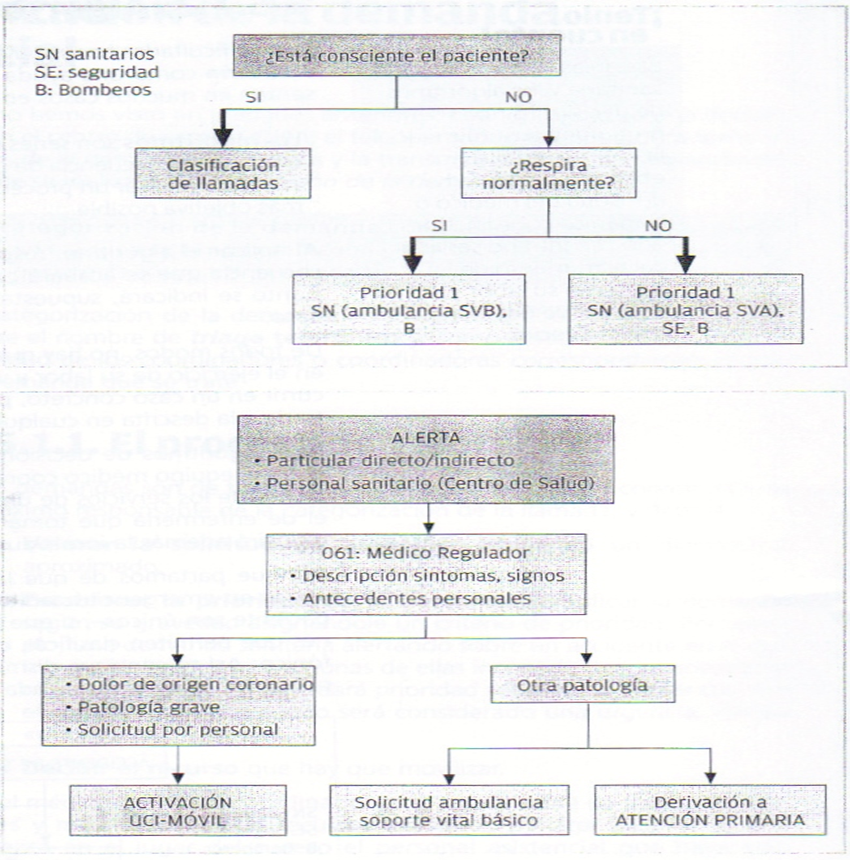 SN sanitarios
SE: seguridad
B: Bomberos
¿Está consciente el paciente?
SI
NO
Clasificación
de llamadas
¿Respira
normalmente?
SI
NO
Prioridad 1
SN (ambulancia SVB),
B
Prioridad 1
SN (ambulancia SVA),
SE, B
ALERTA
• Particular directo/indirecto
• Personal sanitario (Centro de Salud)
061: Médico Regulador
• Descripción síntomas, signos
• Antecedentes personales
• Dolor de origen coronario
• Patología grave
• Solicitud por personal
Otra patología
ACTIVACIÓN
UCI-MÓVIL
Solicitud ambulancia
soporte vital básico
Derivación a
ATENCIÓN PRIMARIA